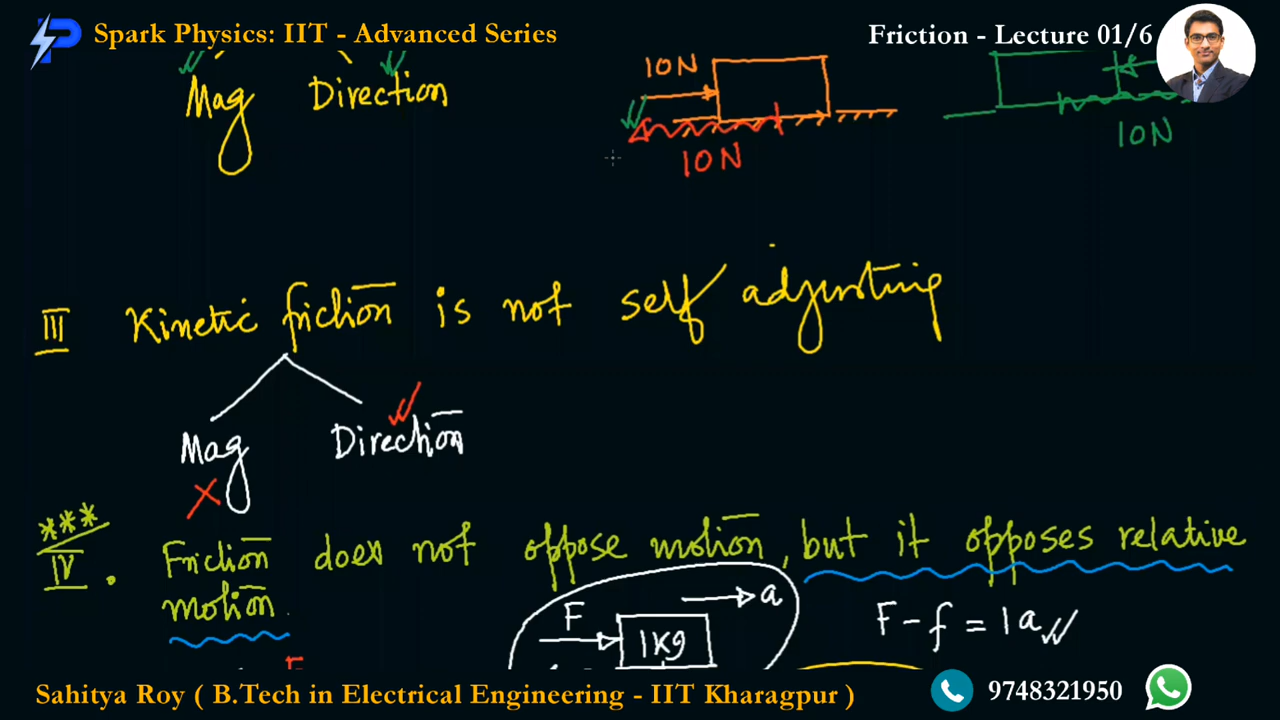 Spark Physics: IIT - Advanced Series
Friction - Lecture 01/6
Mag Direction
10N
10N
10N
III Kinetic friction is not self adjusting
Mag Direction
***
IV. Friction does not oppose motion, but it opposes relative
motion.
F
a
1kg
F - f = 1a
F
Sahitya Roy ( B.Tech in Electrical Engineering - IIT Kharagpur )
9748321950